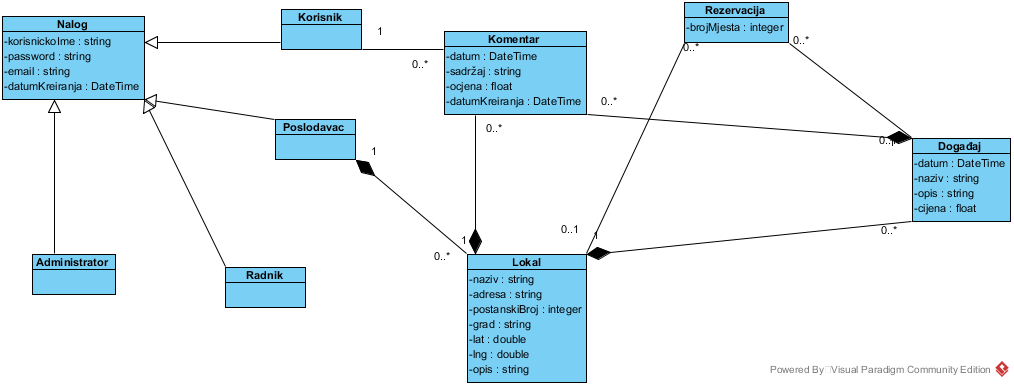 Nalog
-korisnickoIme : string
-password : string
-email : string
-datumKreiranja : DateTime
Korisnik
1
0..*
Komentar
-datum : DateTime
-sadržaj : string
-ocjena : float
-datumKreiranja : DateTime
0..*
0..*
Rezervacija
-brojMjesta : integer
0..*
0..*
Poslodavac
1
0..*
Događaj
-datum : DateTime
-naziv : string
-opis : string
-cijena : float
0..*
Administrator
Radnik
1
0..1
1
Lokal
-naziv : string
-adresa : string
-postanskiBroj : integer
-grad : string
-lat : double
-lng : double
-opis : string
Powered By Visual Paradigm Community Edition